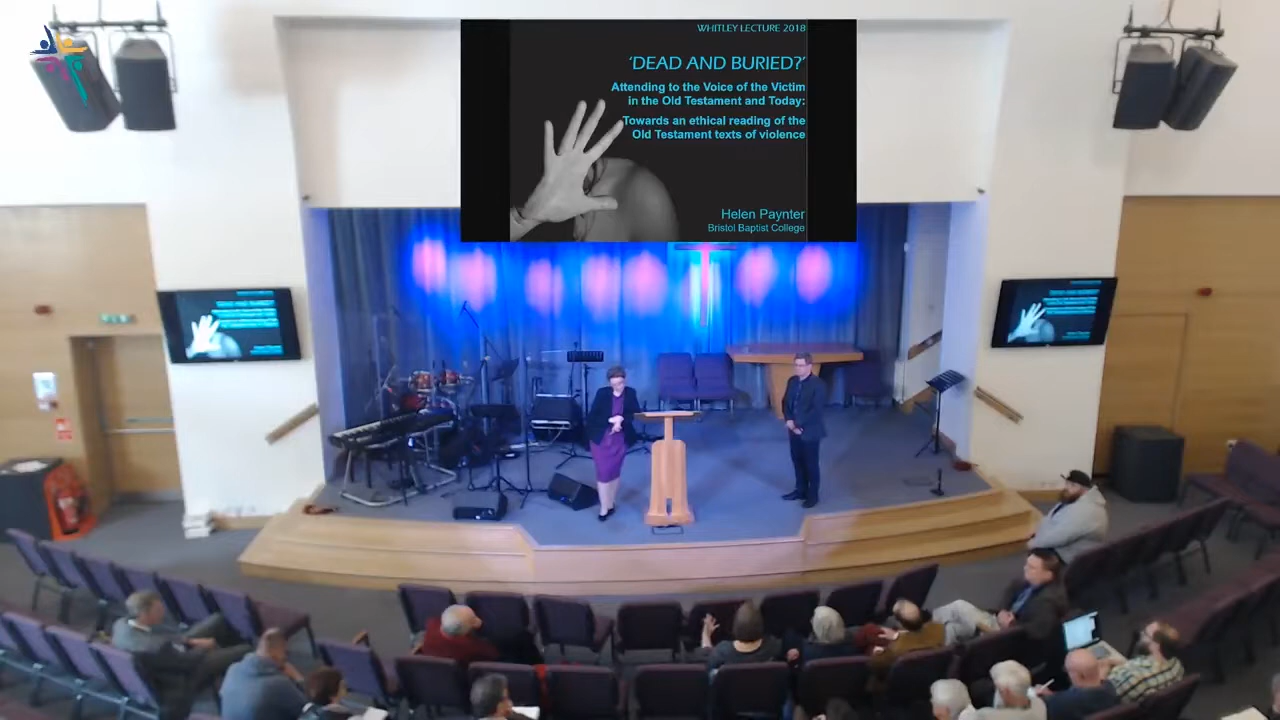 WHITLEY LECTURE 2018
'DEAD AND BURIED?'
Attending to the Voice of the Victim
in the Old Testament and Today:
Towards an ethical reading of the
Old Testament texts of violence
Helen Paynter
Bristol Baptist College